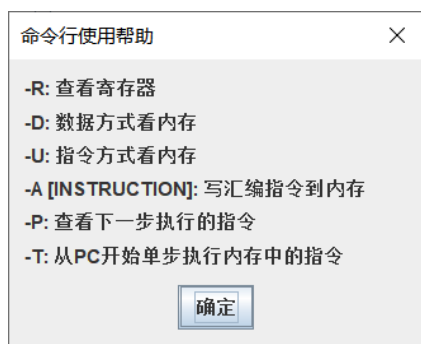 命令行使用帮助
-R: 查看寄存器
-D: 数据方式看内存
-U: 指令方式看内存
-A [INSTRUCTION]: 写汇编指令到内存
-P: 查看下一步执行的指令
-T: 从PC开始单步执行内存中的指令
确定